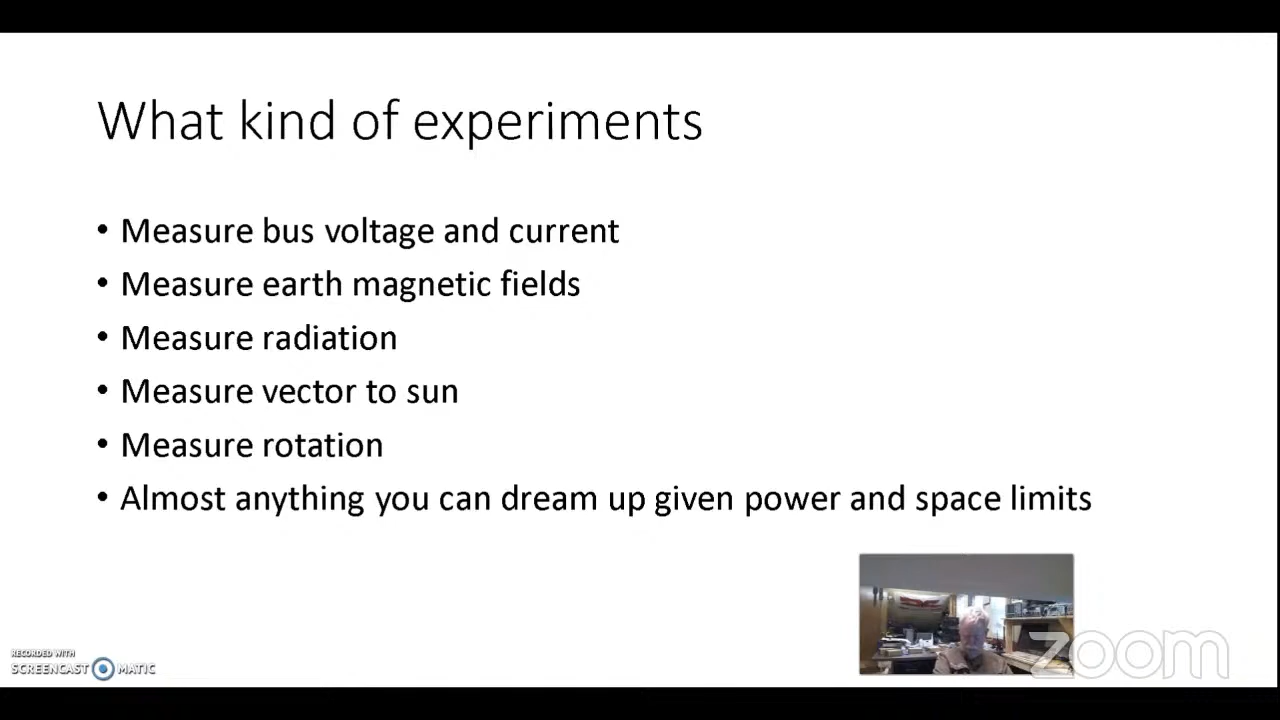 What kind of experiments
• Measure bus voltage and current
• Measure earth magnetic fields
• Measure radiation
• Measure vector to sun
• Measure rotation
• Almost anything you can dream up given power and space limits
RECORDED WITH
SCREENCAST MATIC
zoom